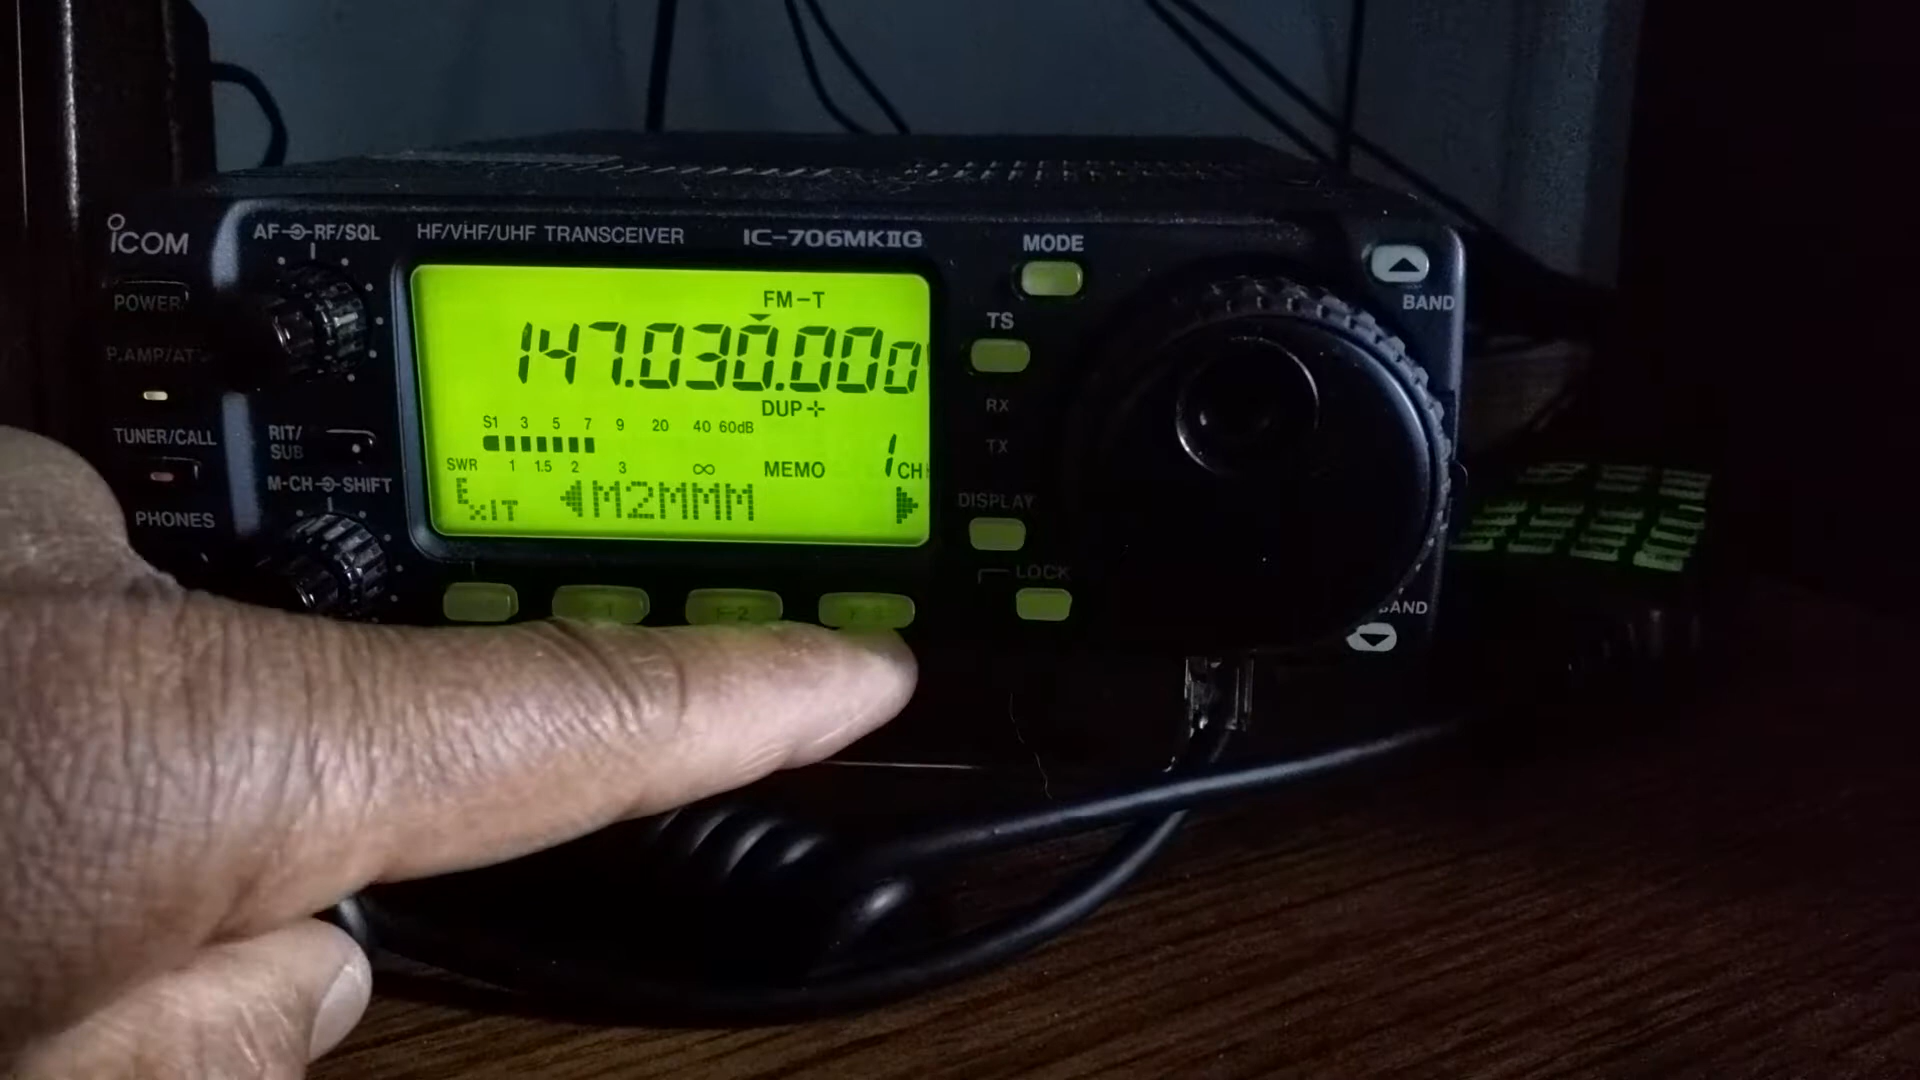 ICOM
AF RF/SQL
HF/VHF/UHF TRANSCEIVER
IC-706MKIIG
MODE
BAND
POWER
P.AMP/ATT
TUNER/CALL
RIT/
SUB
M-CH SHIFT
PHONES
FM-T
147.030.000
DUP+
S1 3 5 7 9 20 40 60dB
SWR 1 1.5 2 3 ∞
MEMO 1CH
EXIT M2MMM
TS
RX
TX
DISPLAY
LOCK
BAND
F-1
F-2
F-3